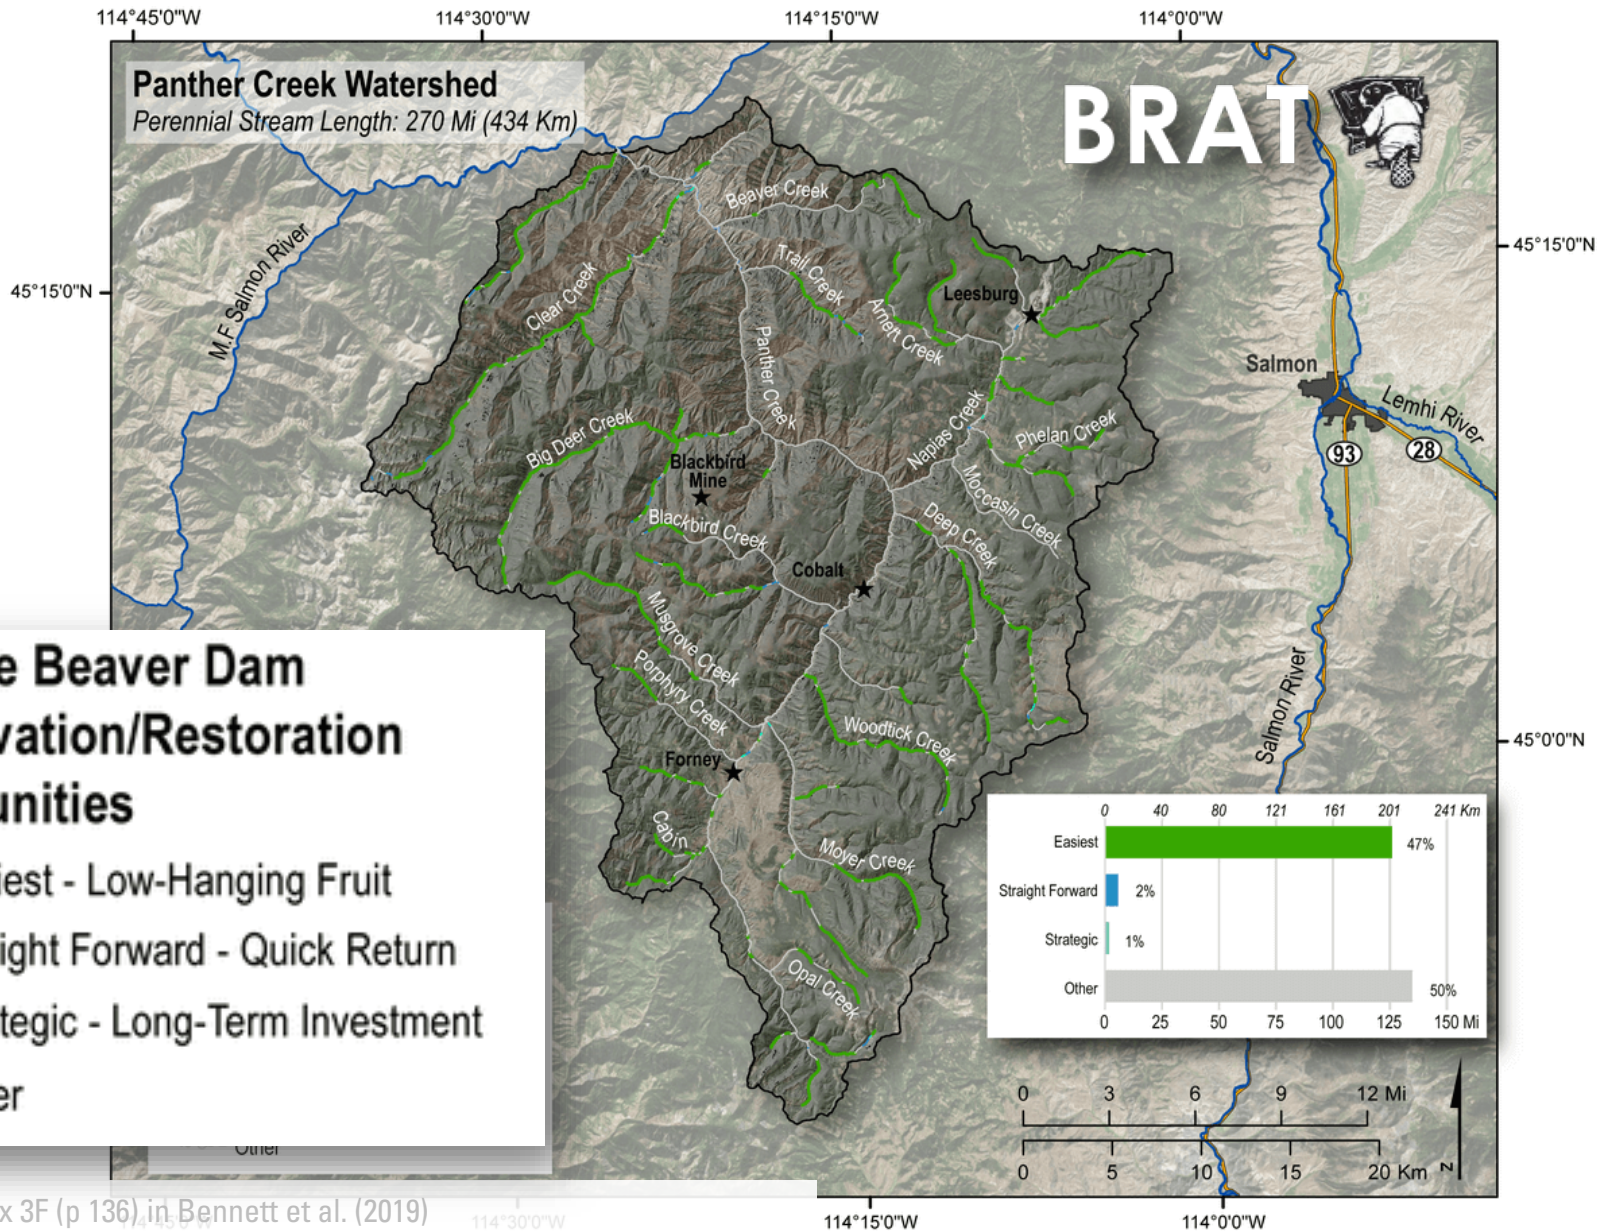 114°45'0"W
114°30'0"W
114°15'0"W
114°0'0"W
Panther Creek Watershed
Perennial Stream Length: 270 Mi (434 Km)
BRAT
45°15'0"N
45°15'0"N
M.F. Salmon River
Beaver Creek
Trail Creek
Clear Creek
Leesburg
Arnett Creek
Panther Creek
Salmon
Lemhi River
93
28
Napias Creek
Phelan Creek
Big Deer Creek
Blackbird
Mine
Moccasin Creek
Blackbird Creek
Deep Creek
Cobalt
Musgrove Creek
Porphyry Creek
Salmon River
Woodtick Creek
45°0'0"N
Forney
Cabin
Moyer Creek
Opal Creek
e Beaver Dam
vation/Restoration
unities
iest - Low-Hanging Fruit
ight Forward - Quick Return
tegic - Long-Term Investment
er
Other
0 40 80 121 161 201 241 Km
Easiest 47%
Straight Forward 2%
Strategic 1%
Other 50%
0 25 50 75 100 125 150 Mi
0 3 6 9 12 Mi
0 5 10 15 20 Km
N
x 3F (p 136) in Bennett et al. (2019)
114°45'0"W
114°30'0"W
114°15'0"W
114°0'0"W